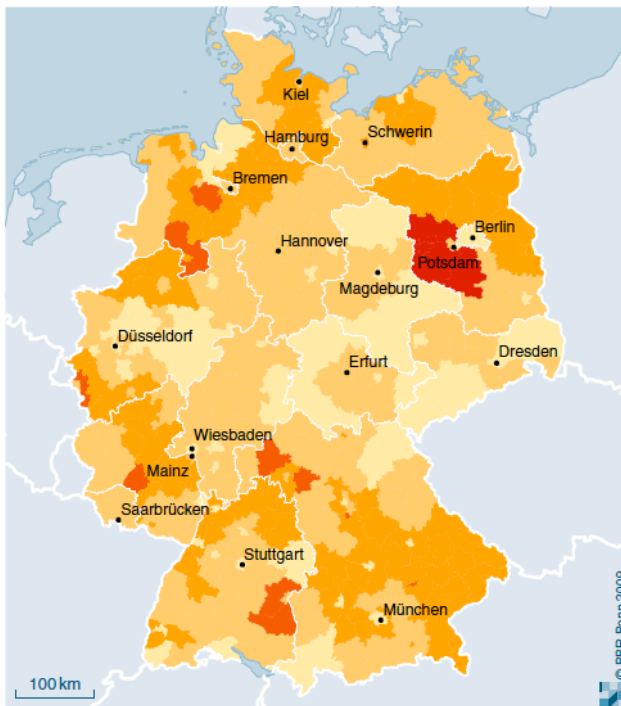 Kiel
Hamburg
Schwerin
Bremen
Berlin
Hannover
Potsdam
Magdeburg
Düsseldorf
Dresden
Erfurt
Wiesbaden
Mainz
Saarbrücken
Stuttgart
München
100 km
© BBR Bonn 2009